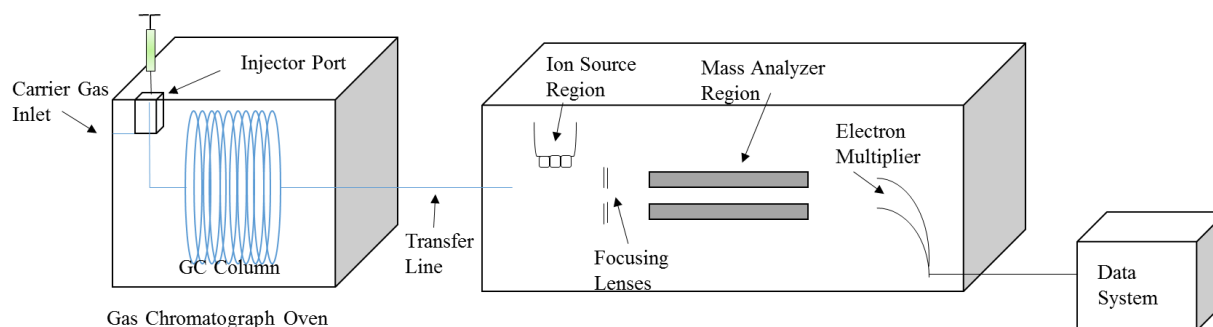 Carrier Gas
Inlet
Injector Port
GC Column
Gas Chromatograph Oven
Transfer
Line
Ion Source
Region
Focusing
Lenses
Mass Analyzer
Region
Electron
Multiplier
Data
System